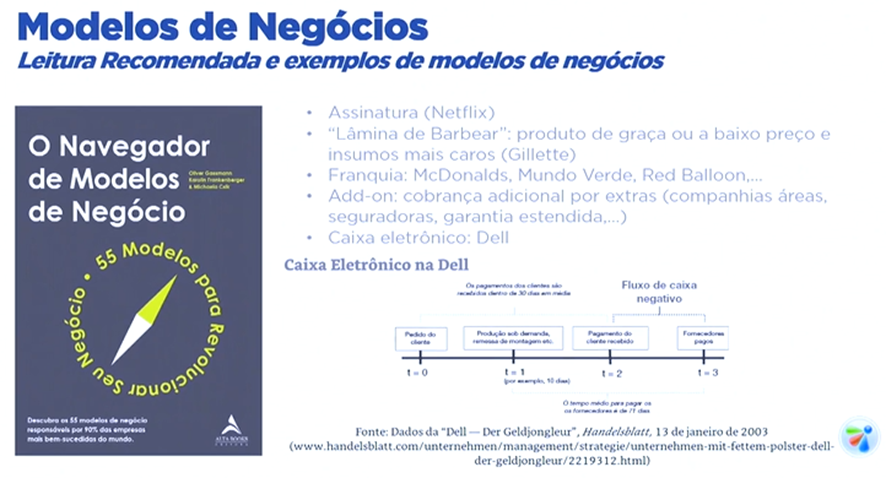 Modelos de Negócios
Leitura Recomendada e exemplos de modelos de negócios
O Navegador
de Modelos
de Negócio
Oliver Gassmann
Karolin Frankenberger
& Michaela Csik
• 55 Modelos para Revolucionar Seu Negócio
Descubra os 55 modelos de negócio
responsáveis por 90% das empresas
mais bem-sucedidas do mundo.
ALTA BOOKS
EDITORA
• Assinatura (Netflix)
• “Lâmina de Barbear”: produto de graça ou a baixo preço e
insumos mais caros (Gillette)
• Franquia: McDonalds, Mundo Verde, Red Balloon,...
• Add-on: cobrança adicional por extras (companhias áreas,
seguradoras, garantia estendida,...)
• Caixa eletrônico: Dell
Caixa Eletrônico na Dell
Os pagamentos dos clientes são
recebidos dentro de 30 dias em média
Fluxo de caixa
negativo
Pedido do
cliente
Produção sob demanda,
remessa de montagem etc.
Pagamento do
cliente recebido
Fornecedores
pagos
t = 0
t = 1
(por exemplo, 10 dias)
t = 2
t = 3
O tempo médio para pagar os
os fornecedores é de 71 dias
Fonte: Dados da “Dell — Der Geldjongleur”, Handelsblatt, 13 de janeiro de 2003
(www.handelsblatt.com/unternehmen/management/strategie/unternehmen-mit-fettem-polster-dell-
der-geldjongleur/2219312.html)